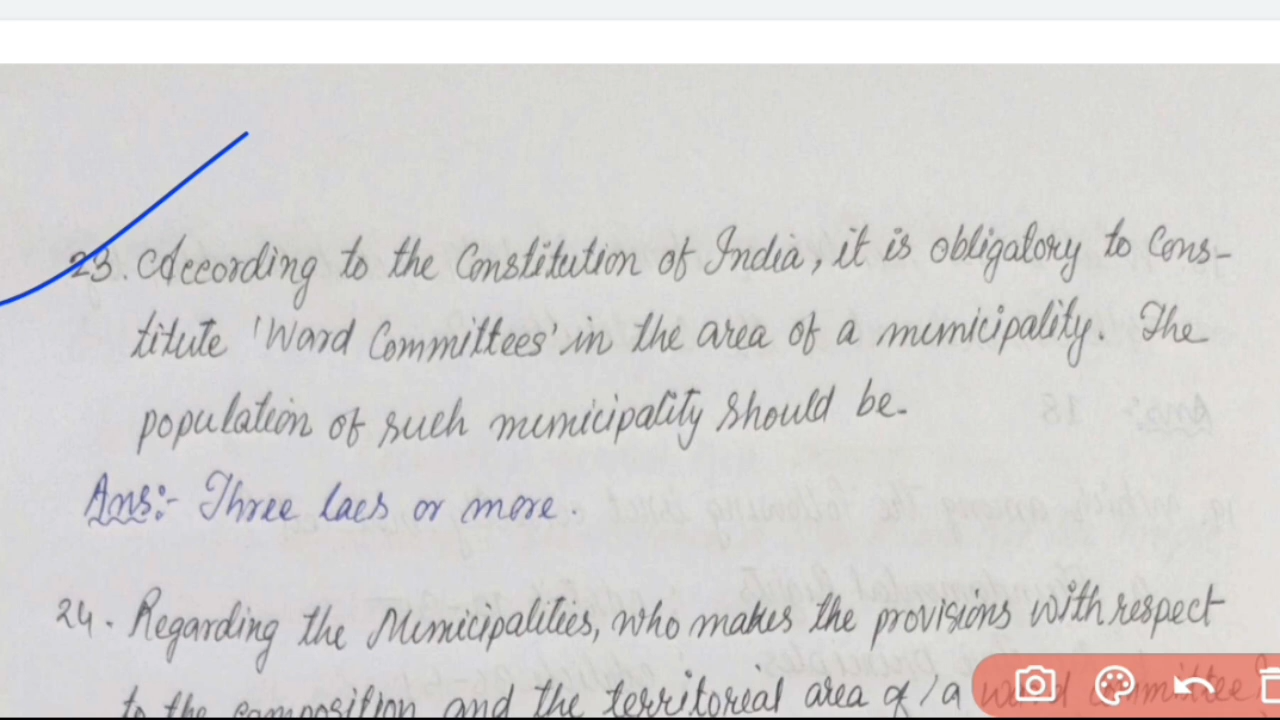 23. According to the Constitution of India, it is obligatory to Cons-
titute 'Ward Committees' in the area of a municipality. The
population of such municipality should be.
Ans:- Three lacs or more.
24. Regarding the Municipalities, who makes the provisions with respect
to the composition and the territorial area of / a ward committee